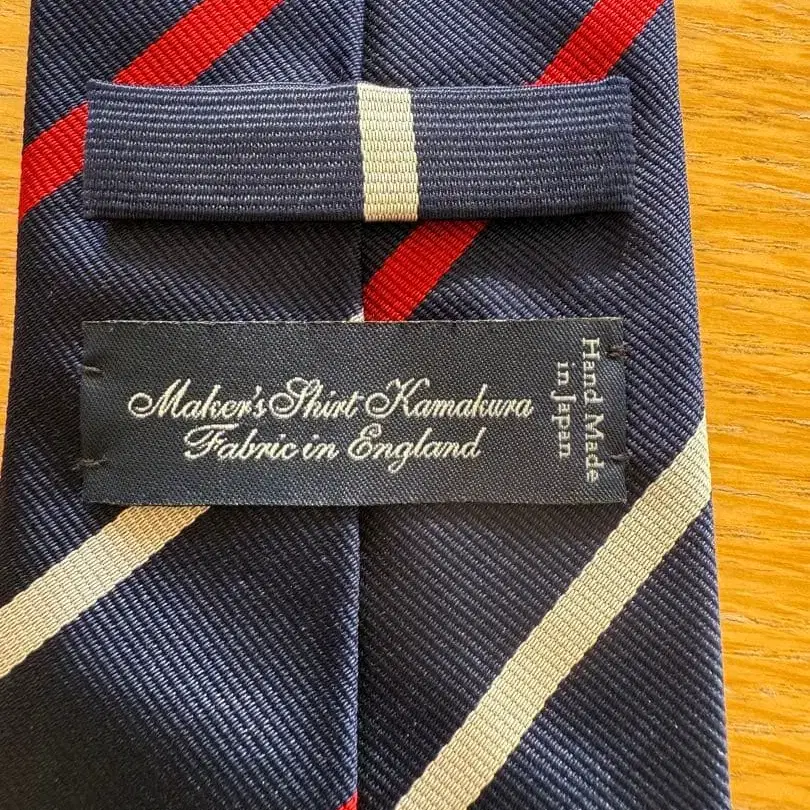 Maker's Shirt Kamakura
Fabric in England
Hand Made
in Japan